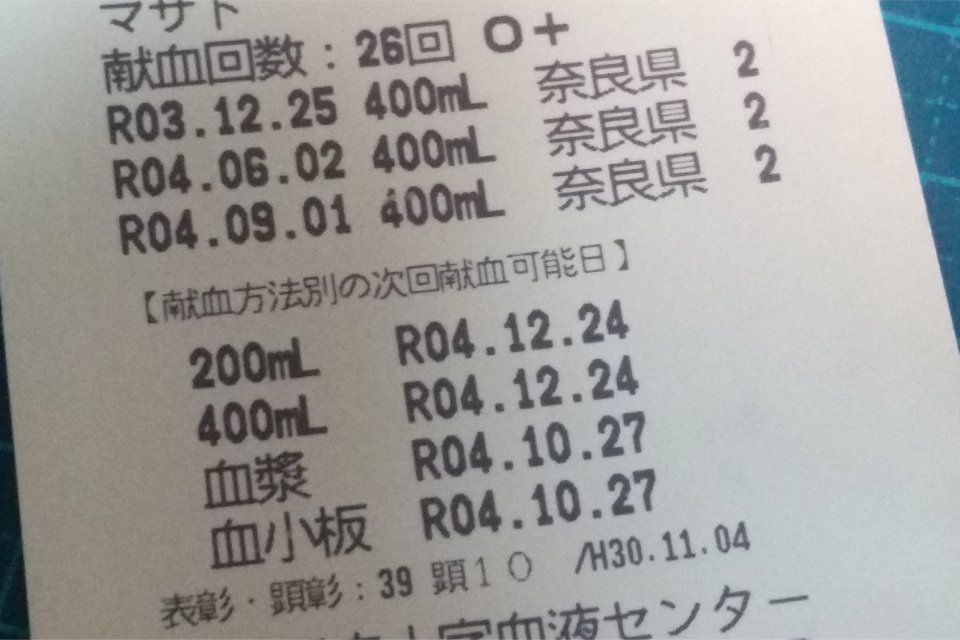 マサト
献血回数：26回 O+
R03.12.25 400mL 奈良県 2
R04.06.02 400mL 奈良県 2
R04.09.01 400mL 奈良県 2
【献血方法別の次回献血可能日】
200mL R04.12.24
400mL R04.12.24
血漿 R04.10.27
血小板 R04.10.27
表彰・顕彰：39 顕10 /H30.11.04
十字血液センター